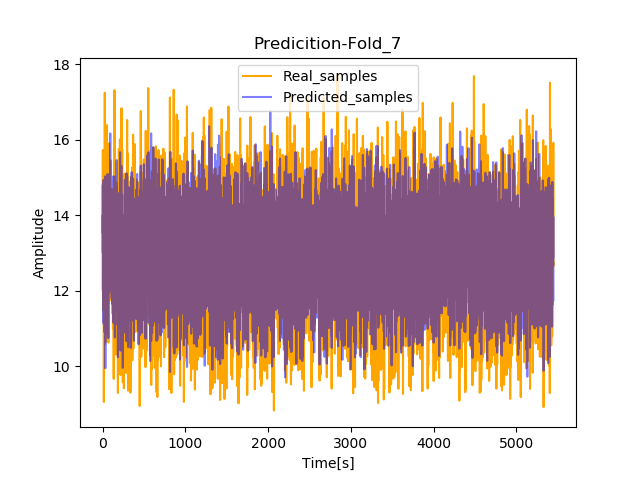 Predicition-Fold_7
Real_samples
Predicted_samples
18
16
14
12
10
Amplitude
0 1000 2000 3000 4000 5000
Time[s]